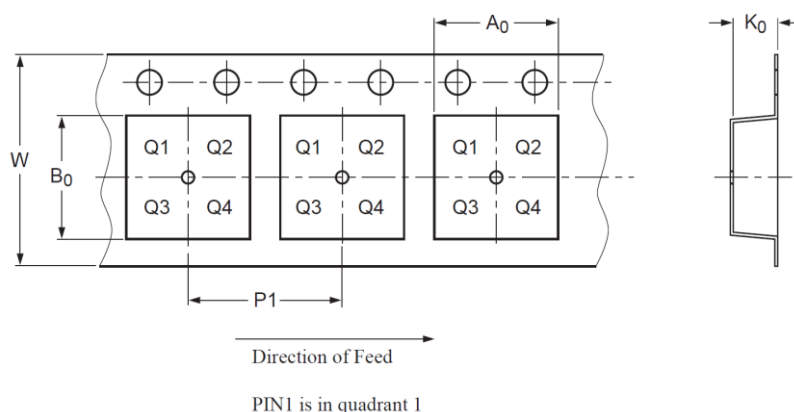 A0
K0
W
B0
Q1 Q2
Q3 Q4
Q1 Q2
Q3 Q4
Q1 Q2
Q3 Q4
P1
Direction of Feed
PIN1 is in quadrant 1